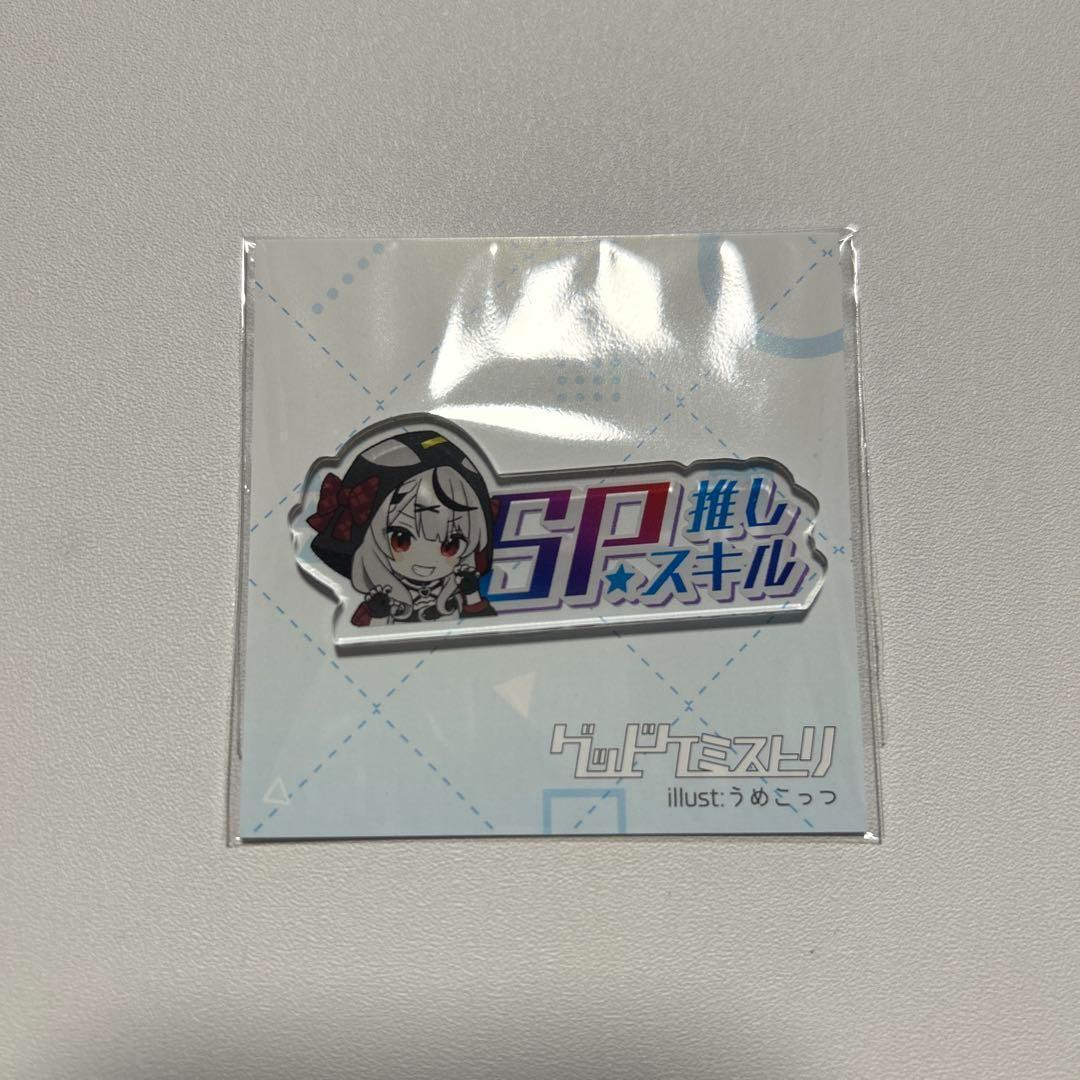 SP★推し
スキル
グッドケミストリ
illust:うめこっつ